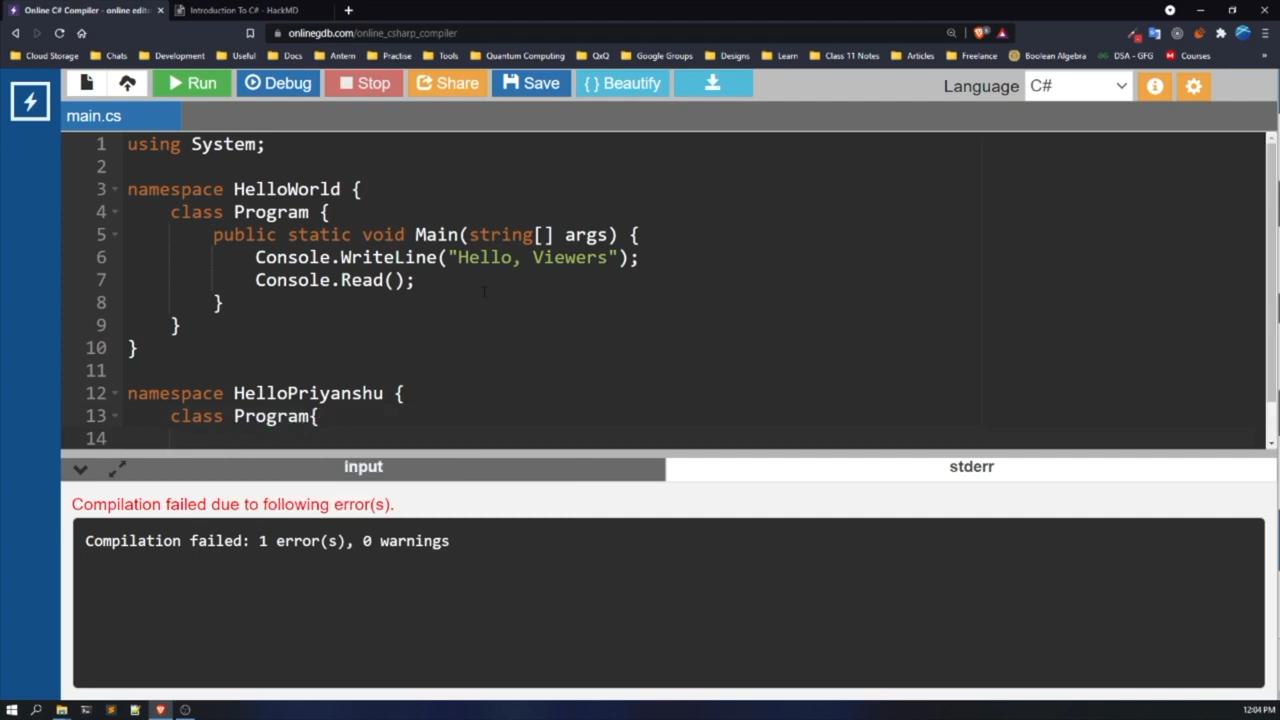 Online C# Compiler - online edit
Introduction To C# - HackMD
onlinegdb.com/online_csharp_compiler
Cloud Storage Chats Development Useful Docs Antern Practise Tools Quantum Computing QxQ Google Groups Designs Learn Class 11 Notes Articles Freelance Boolean Algebra DSA - GFG Courses
Run Debug Stop Share Save { } Beautify Language C#
main.cs
1 using System;
2
3 namespace HelloWorld {
4 class Program {
5 public static void Main(string[] args) {
6 Console.WriteLine("Hello, Viewers");
7 Console.Read();
8 }
9 }
10 }
11
12 namespace HelloPriyanshu {
13 class Program{
14
input stderr
Compilation failed due to following error(s).
Compilation failed: 1 error(s), 0 warnings
12:04 PM